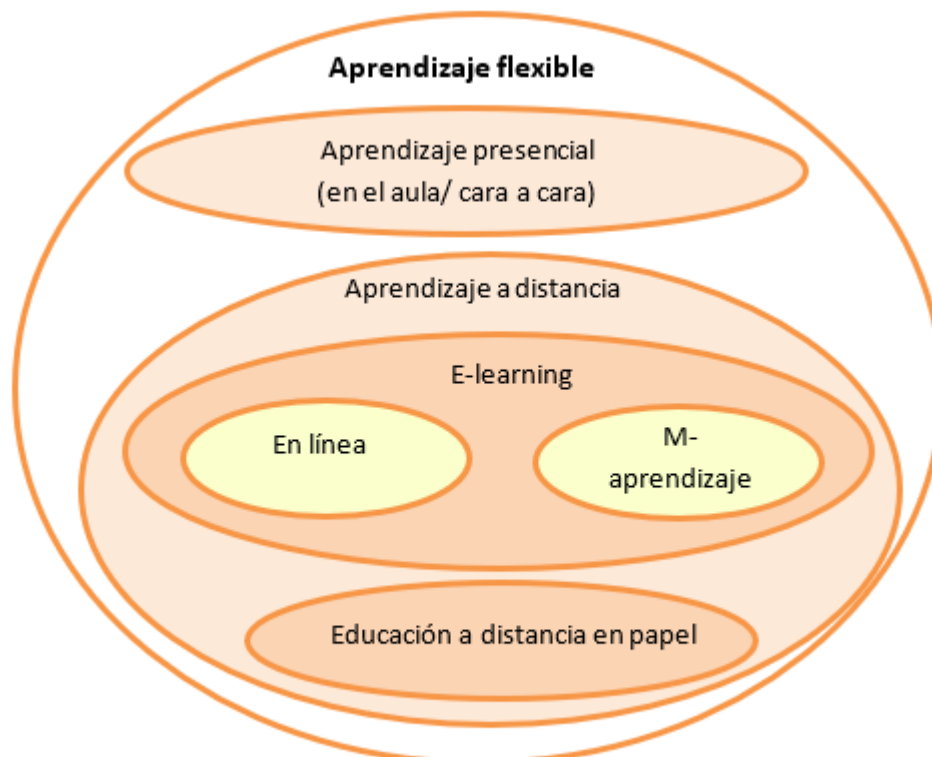 Aprendizaje flexible
Aprendizaje presencial
(en el aula/ cara a cara)
Aprendizaje a distancia
E-learning
En línea
M-
aprendizaje
Educación a distancia en papel